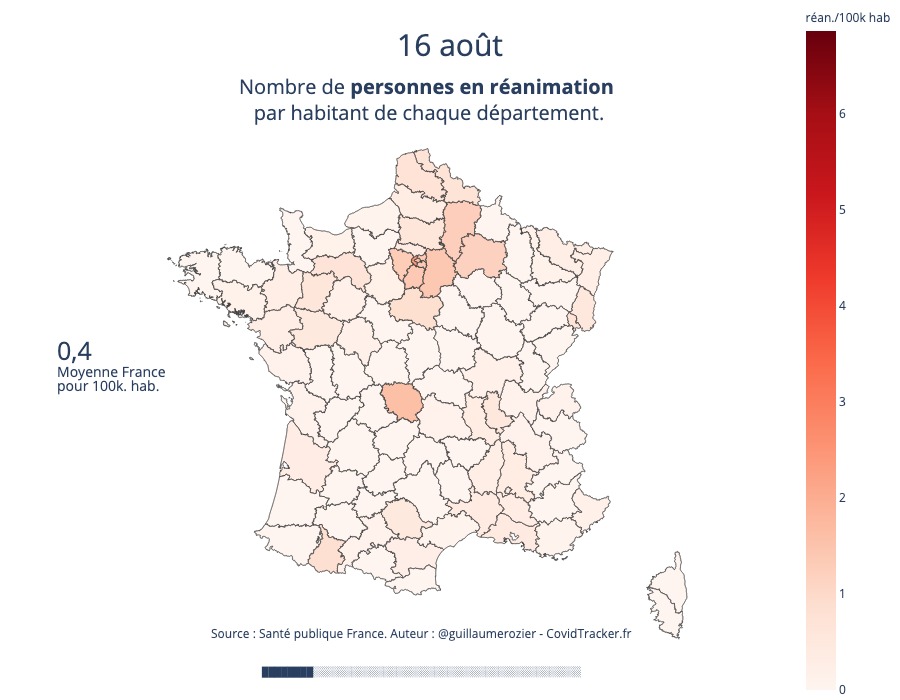 réan./100k hab
16 août
Nombre de personnes en réanimation
par habitant de chaque département.
6
5
4
3
2
1
0
0,4
Moyenne France
pour 100k. hab.
Source : Santé publique France. Auteur : @guillaumerozier - CovidTracker.fr